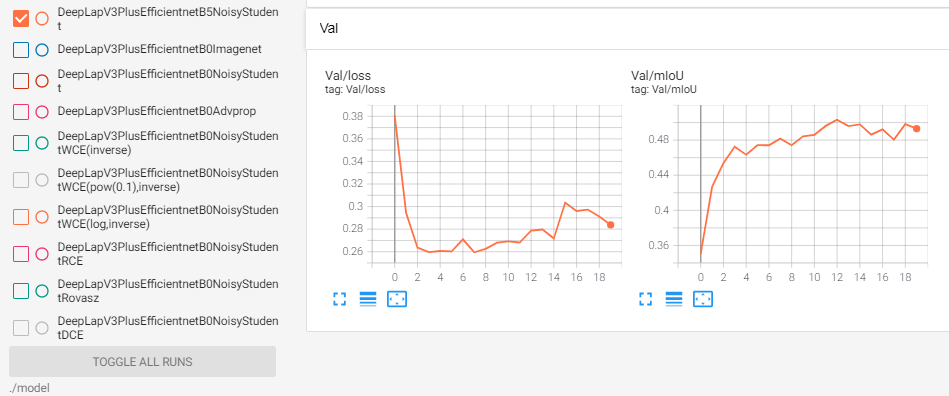 DeepLapV3PlusEfficientnetB5NoisyStuden
t
DeepLapV3PlusEfficientnetB0Imagenet
DeepLapV3PlusEfficientnetB0NoisyStuden
t
DeepLapV3PlusEfficientnetB0Advprop
DeepLapV3PlusEfficientnetB0NoisyStuden
tWCE(inverse)
DeepLapV3PlusEfficientnetB0NoisyStuden
tWCE(pow(0.1),inverse)
DeepLapV3PlusEfficientnetB0NoisyStuden
tWCE(log,inverse)
DeepLapV3PlusEfficientnetB0NoisyStuden
tRCE
DeepLapV3PlusEfficientnetB0NoisyStuden
tRovasz
DeepLapV3PlusEfficientnetB0NoisyStuden
tDCE
TOGGLE ALL RUNS
./model
Val
Val/loss
tag: Val/loss
0.38
0.36
0.34
0.32
0.3
0.28
0.26
0 2 4 6 8 10 12 14 16 18
Val/mIoU
tag: Val/mIoU
0.48
0.44
0.4
0.36
0 2 4 6 8 10 12 14 16 18